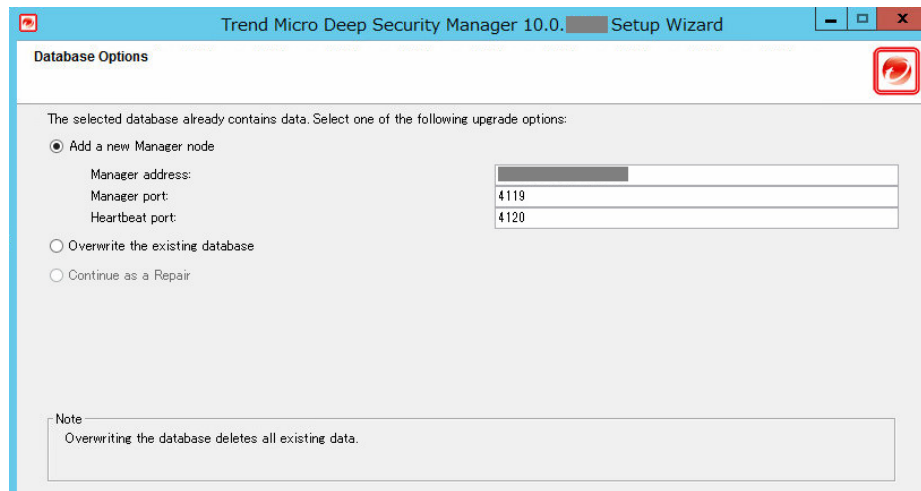 Trend Micro Deep Security Manager 10.0. Setup Wizard
Database Options
The selected database already contains data. Select one of the following upgrade options:
Add a new Manager node
Manager address:
Manager port: 4119
Heartbeat port: 4120
Overwrite the existing database
Continue as a Repair
Note
Overwriting the database deletes all existing data.